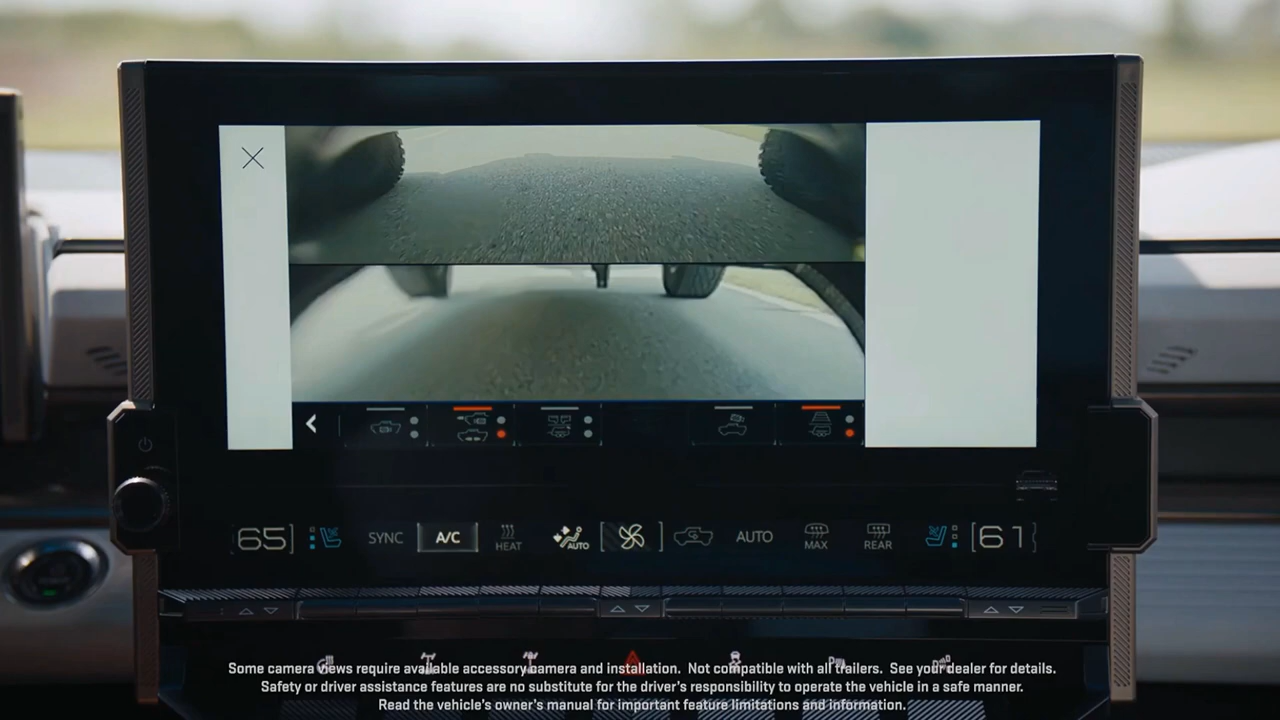 65 SYNC A/C HEAT AUTO AUTO MAX REAR 61
Some camera views require available accessory camera and installation.  Not compatible with all trailers.  See your dealer for details.
Safety or driver assistance features are no substitute for the driver's responsibility to operate the vehicle in a safe manner.
Read the vehicle's owner's manual for important feature limitations and information.